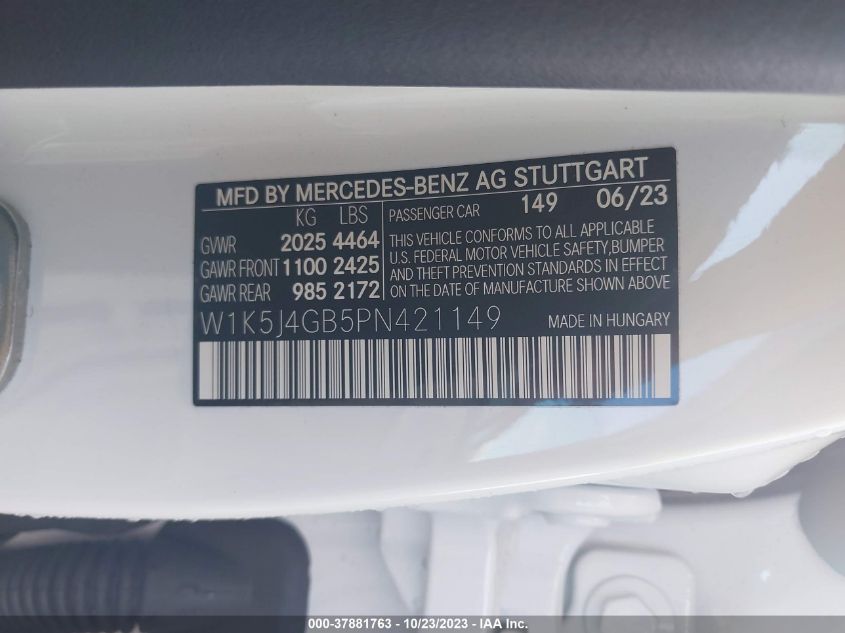 MFD BY MERCEDES-BENZ AG STUTTGART
KG LBS
GVWR 2025 4464
GAWR FRONT 1100 2425
GAWR REAR 985 2172
PASSENGER CAR 149 06/23
THIS VEHICLE CONFORMS TO ALL APPLICABLE
U.S. FEDERAL MOTOR VEHICLE SAFETY, BUMPER
AND THEFT PREVENTION STANDARDS IN EFFECT
ON THE DATE OF MANUFACTURE SHOWN ABOVE
W1K5J4GB5PN421149 MADE IN HUNGARY
000-37881763 - 10/23/2023 - IAA Inc.